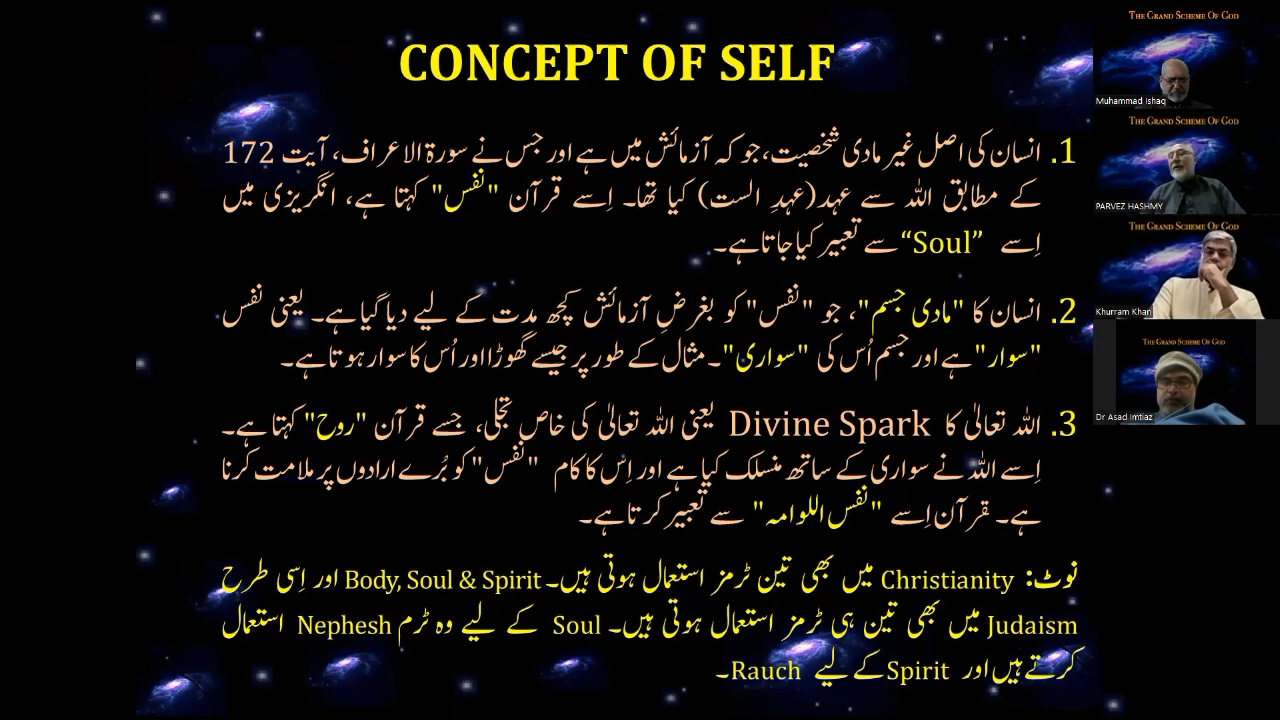 CONCEPT OF SELF
1. انسان کی اصل غیر مادی شخصیت، جو کہ آزمائش میں ہے اور جس نے سورۃ الاعراف، آیت 172
کے مطابق اللہ سے عہد (عہدِ الست) کیا تھا۔ اِسے قرآن "نفس" کہتا ہے، انگریزی میں
اِسے “Soul” سے تعبیر کیا جاتا ہے۔
2. انسان کا "مادی جسم"، جو "نفس" کو بغرضِ آزمائش کچھ مدت کے لیے دیا گیا ہے۔ یعنی نفس
"سوار" ہے اور جسم اُس کی "سواری"۔ مثال کے طور پر جیسے گھوڑا اور اُس کا سوار ہوتا ہے۔
3. اللہ تعالیٰ کا Divine Spark یعنی اللہ تعالیٰ کی خاص تجلی، جسے قرآن "روح" کہتا ہے۔
اِسے اللہ نے سواری کے ساتھ منسلک کیا ہے اور اِس کا کام "نفس" کو بُرے ارادوں پر ملامت کرنا
ہے۔ قرآن اِسے "نفس اللوامہ" سے تعبیر کرتا ہے۔
نوٹ: Christianity میں بھی تین ٹرمز استعمال ہوتی ہیں۔ Body, Soul & Spirit اور اِسی طرح
Judaism میں بھی تین ہی ٹرمز استعمال ہوتی ہیں۔ Soul کے لیے وہ ٹرم Nephesh استعمال
کرتے ہیں اور Spirit کے لیے Rauch۔
THE GRAND SCHEME OF GOD
Muhammad Ishaq
THE GRAND SCHEME OF GOD
PARVEZ HASHMY
THE GRAND SCHEME OF GOD
Khurram Khan
THE GRAND SCHEME OF GOD
Dr Asad Imtiaz